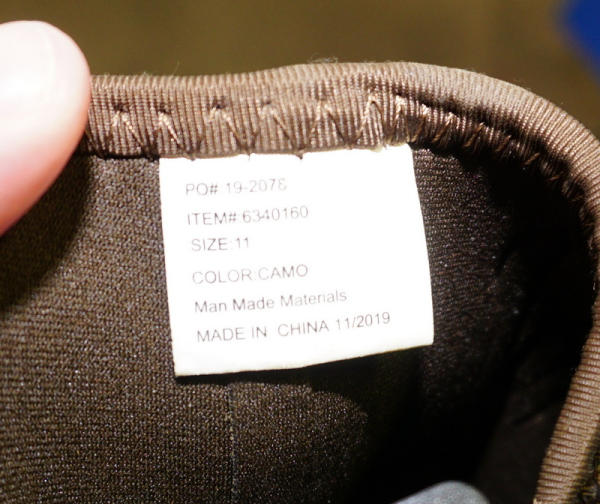 PO# 19-2078
ITEM#:6340160
SIZE:11
COLOR:CAMO
Man Made Materials
MADE IN CHINA 11/2019